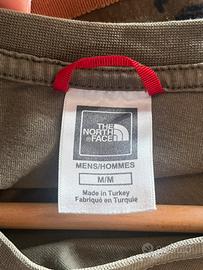 THE
NORTH
FACE
MENS/HOMMES
M/M
Made in Turkey
Fabriqué en Turquie